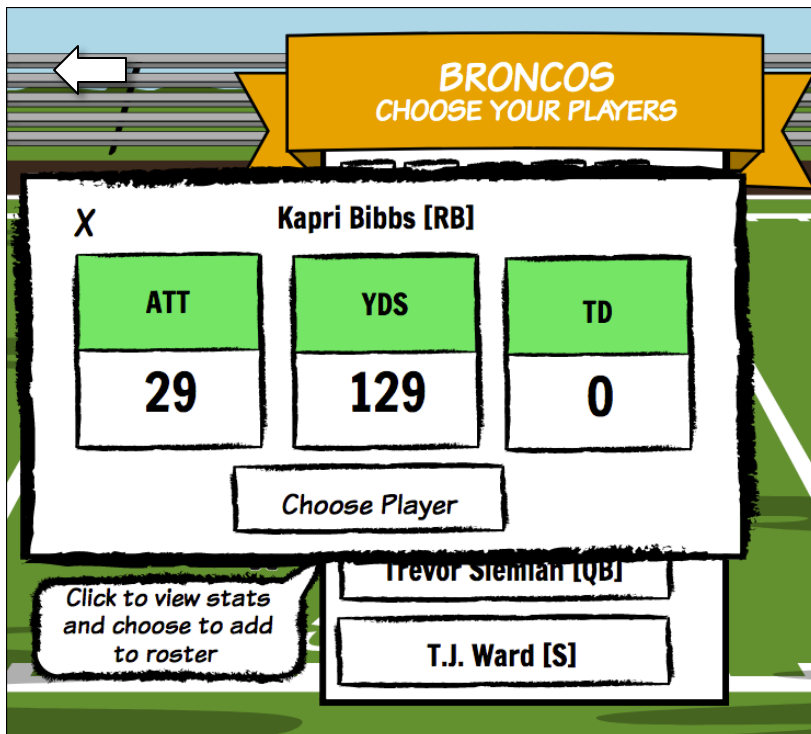 BRONCOS
CHOOSE YOUR PLAYERS
X
Kapri Bibbs [RB]
ATT
YDS
TD
29
129
0
Choose Player
Trevor Siemian [QB]
Click to view stats
and choose to add
to roster
T.J. Ward [S]